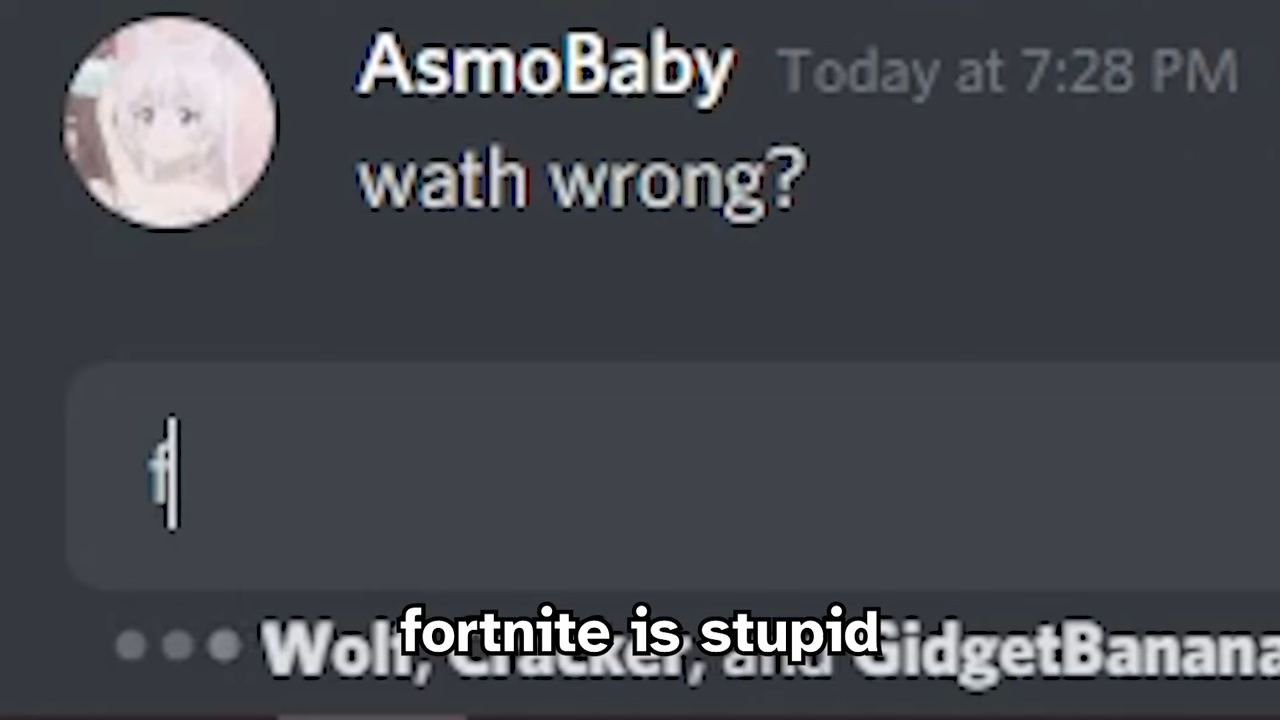 AsmoBaby Today at 7:28 PM
wath wrong?
f
fortnite is stupid
Wolf, Cracker, and GidgetBanana